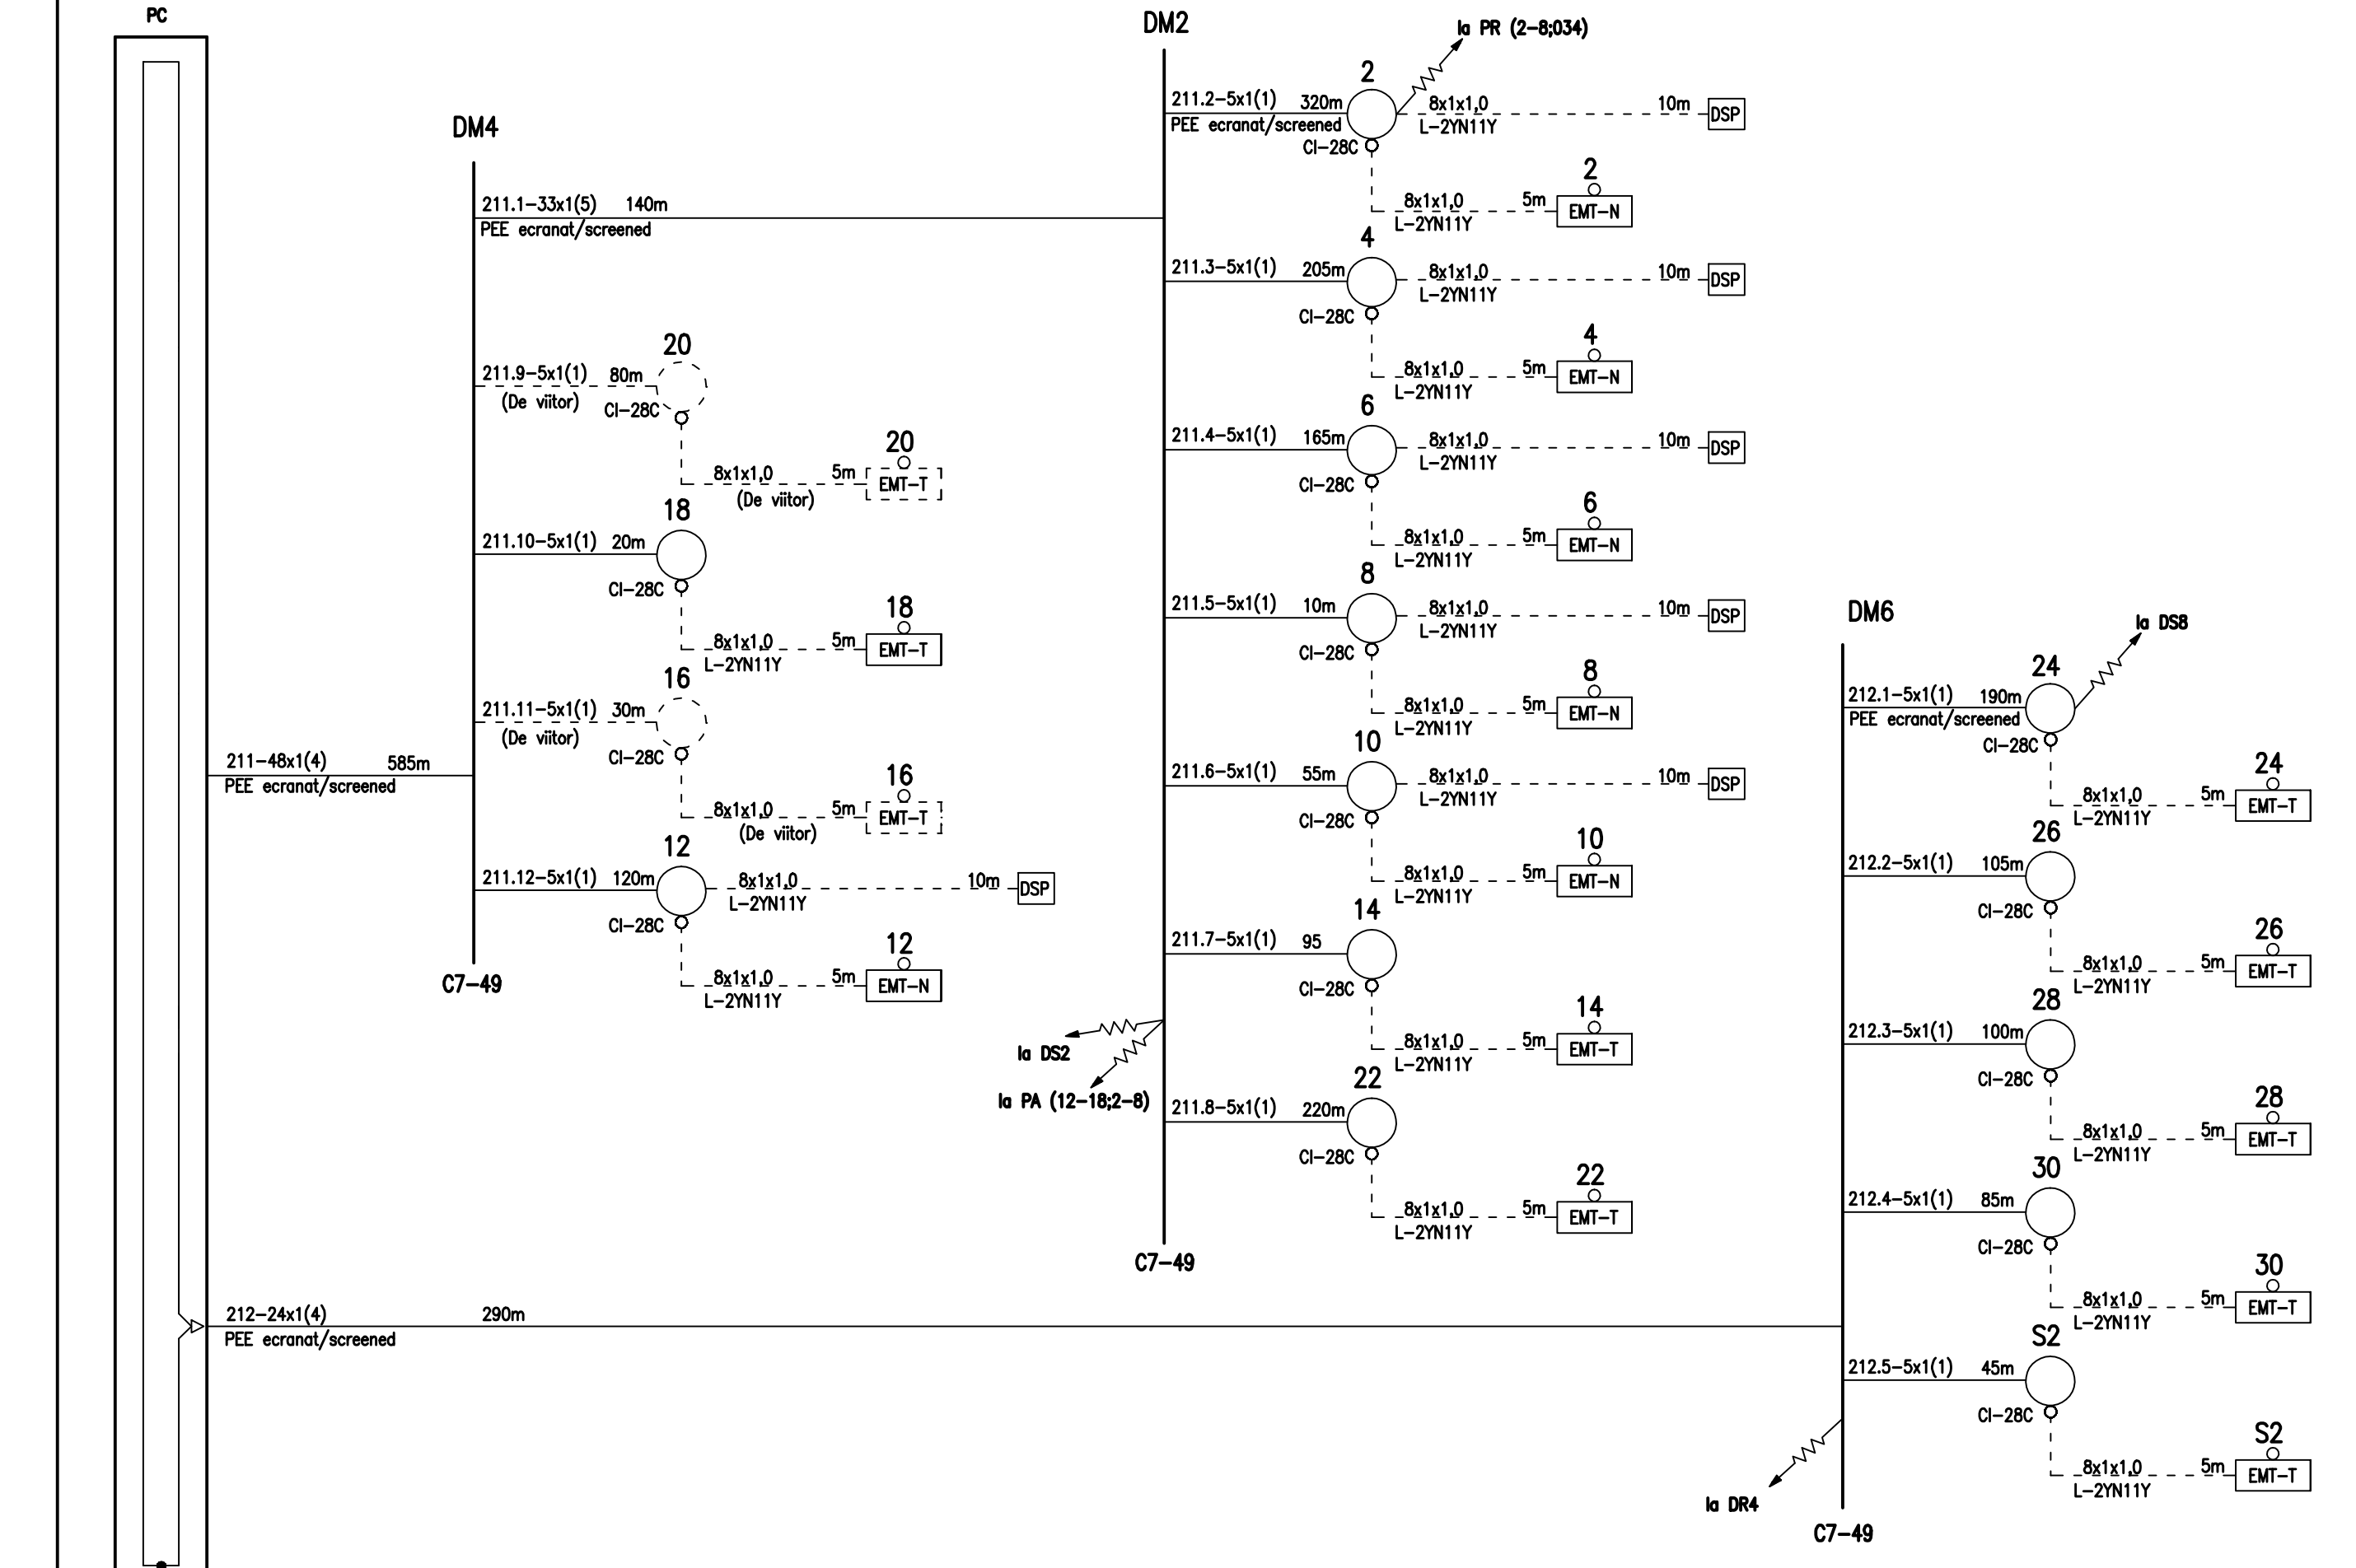 PC
DM4
211.1-33x1(5) 140m
PEE ecranat/screened
20
211.9-5x1(1) 80m
(De viitor)
CI-28C
20
8x1x1,0 5m
EMT-T
(De viitor)
18
211.10-5x1(1) 20m
CI-28C
18
8x1x1,0 5m
EMT-T
L-2YN11Y
16
211.11-5x1(1) 30m
(De viitor)
CI-28C
16
8x1x1,0 5m
EMT-T
(De viitor)
12
211.12-5x1(1) 120m
8x1x1,0 10m
DSP
L-2YN11Y
CI-28C
12
8x1x1,0 5m
EMT-N
L-2YN11Y
C7-49
211-48x1(4) 585m
PEE ecranat/screened
DM2
la PR (2-8;034)
2
211.2-5x1(1) 320m
PEE ecranat/screened
8x1x1,0 10m
DSP
L-2YN11Y
CI-28C
2
8x1x1,0 5m
EMT-N
L-2YN11Y
4
211.3-5x1(1) 205m
8x1x1,0 10m
DSP
L-2YN11Y
CI-28C
4
8x1x1,0 5m
EMT-N
L-2YN11Y
6
211.4-5x1(1) 165m
8x1x1,0 10m
DSP
L-2YN11Y
CI-28C
6
8x1x1,0 5m
EMT-N
L-2YN11Y
8
211.5-5x1(1) 10m
8x1x1,0 10m
DSP
L-2YN11Y
CI-28C
8
8x1x1,0 5m
EMT-N
L-2YN11Y
10
211.6-5x1(1) 55m
8x1x1,0 10m
DSP
L-2YN11Y
CI-28C
10
8x1x1,0 5m
EMT-N
L-2YN11Y
14
211.7-5x1(1) 95
CI-28C
14
8x1x1,0 5m
EMT-T
L-2YN11Y
la DS2
la PA (12-18;2-8)
22
211.8-5x1(1) 220m
CI-28C
22
8x1x1,0 5m
EMT-T
L-2YN11Y
C7-49
212-24x1(4) 290m
PEE ecranat/screened
DM6
la DS8
24
212.1-5x1(1) 190m
PEE ecranat/screened
CI-28C
24
8x1x1,0 5m
EMT-T
L-2YN11Y
26
212.2-5x1(1) 105m
CI-28C
26
8x1x1,0 5m
EMT-T
L-2YN11Y
28
212.3-5x1(1) 100m
CI-28C
28
8x1x1,0 5m
EMT-T
L-2YN11Y
30
212.4-5x1(1) 85m
CI-28C
30
8x1x1,0 5m
EMT-T
L-2YN11Y
S2
212.5-5x1(1) 45m
CI-28C
S2
8x1x1,0 5m
EMT-T
L-2YN11Y
la DR4
C7-49